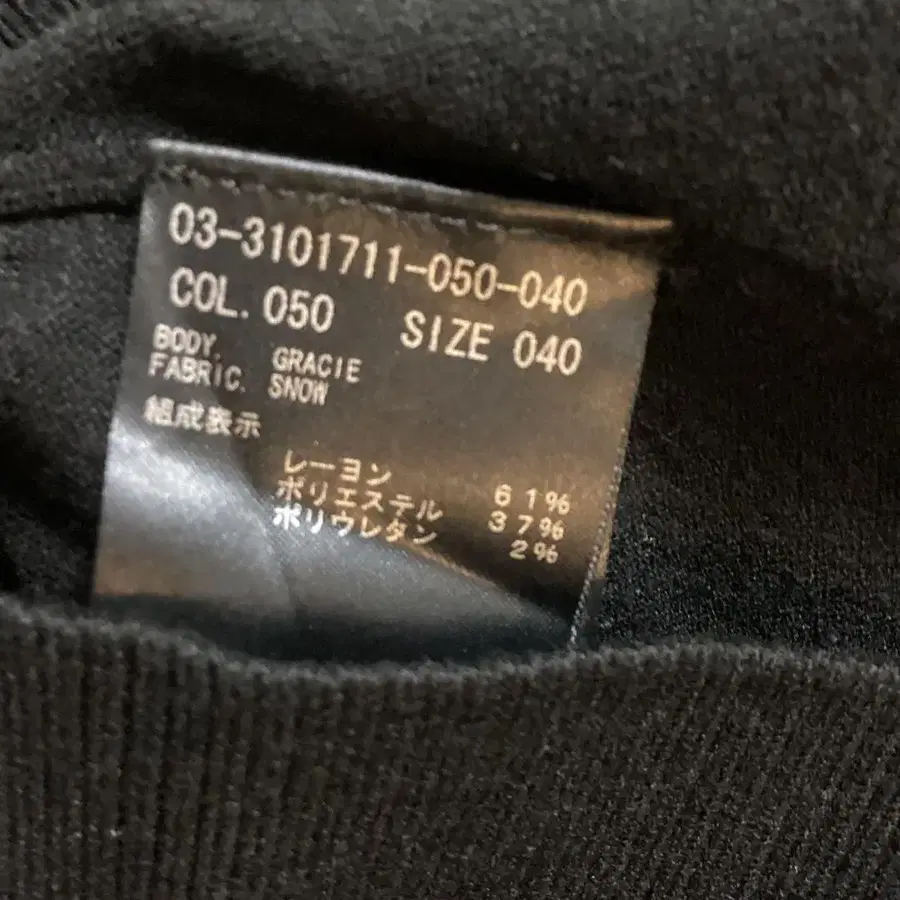 03-3101711-050-040
COL. 050 SIZE 040
BODY. GRACIE
FABRIC. SNOW
組成表示
レーヨン 61%
ポリエステル 37%
ポリウレタン 2%